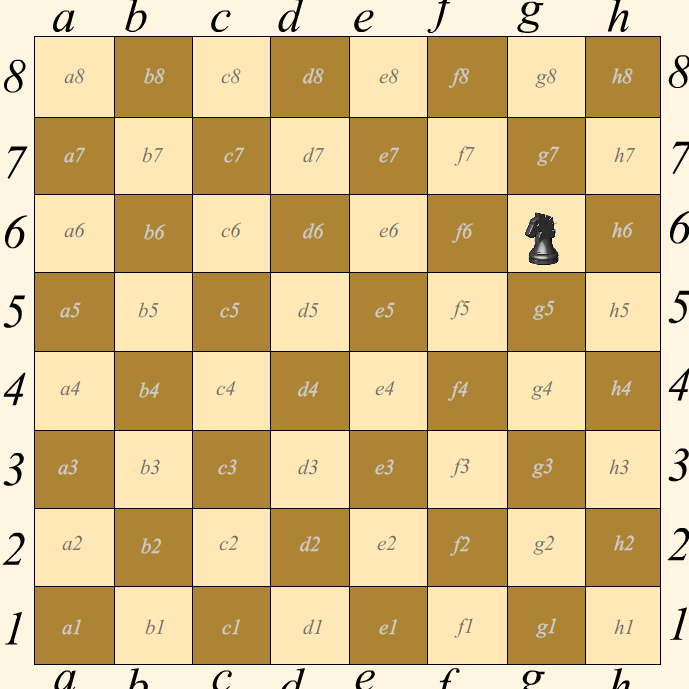 a b c d e f g h
8 a8 b8 c8 d8 e8 f8 g8 h8 8
7 a7 b7 c7 d7 e7 f7 g7 h7 7
6 a6 b6 c6 d6 e6 f6 h6 6
5 a5 b5 c5 d5 e5 f5 g5 h5 5
4 a4 b4 c4 d4 e4 f4 g4 h4 4
3 a3 b3 c3 d3 e3 f3 g3 h3 3
2 a2 b2 c2 d2 e2 f2 g2 h2 2
1 a1 b1 c1 d1 e1 f1 g1 h1 1
a b c d e f g h